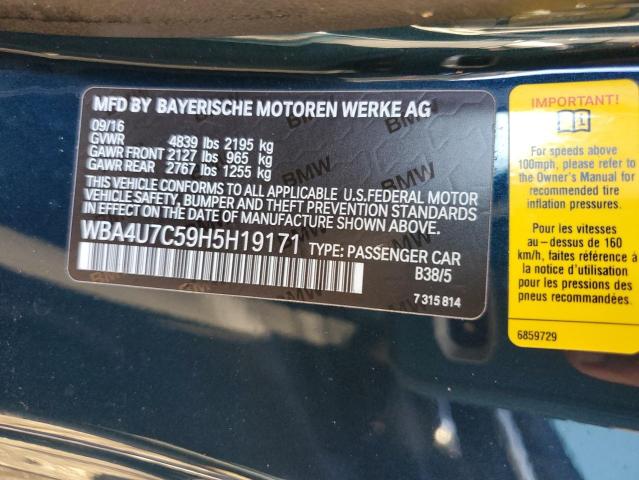 MFD BY BAYERISCHE MOTOREN WERKE AG
09/16
GVWR 4839 lbs 2195 kg
GAWR FRONT 2127 lbs 965 kg
GAWR REAR 2767 lbs 1255 kg
THIS VEHICLE CONFORMS TO ALL APPLICABLE U.S.FEDERAL MOTOR
VEHICLE SAFETY, BUMPER AND THEFT PREVENTION STANDARDS
IN EFFECT ON THE DATE OF MANUFACTURE SHOWN ABOVE.
WBA4U7C59H5H19171 TYPE: PASSENGER CAR
B38/5
7 315 814
IMPORTANT!
For speeds above
100mph, please refer to
the Owner's Manual for
recommended tire
inflation pressures.
Au-dessus de 160
km/h, faites référence à
la notice d'utilisation
pour les pressions des
pneus recommandées.
6859729